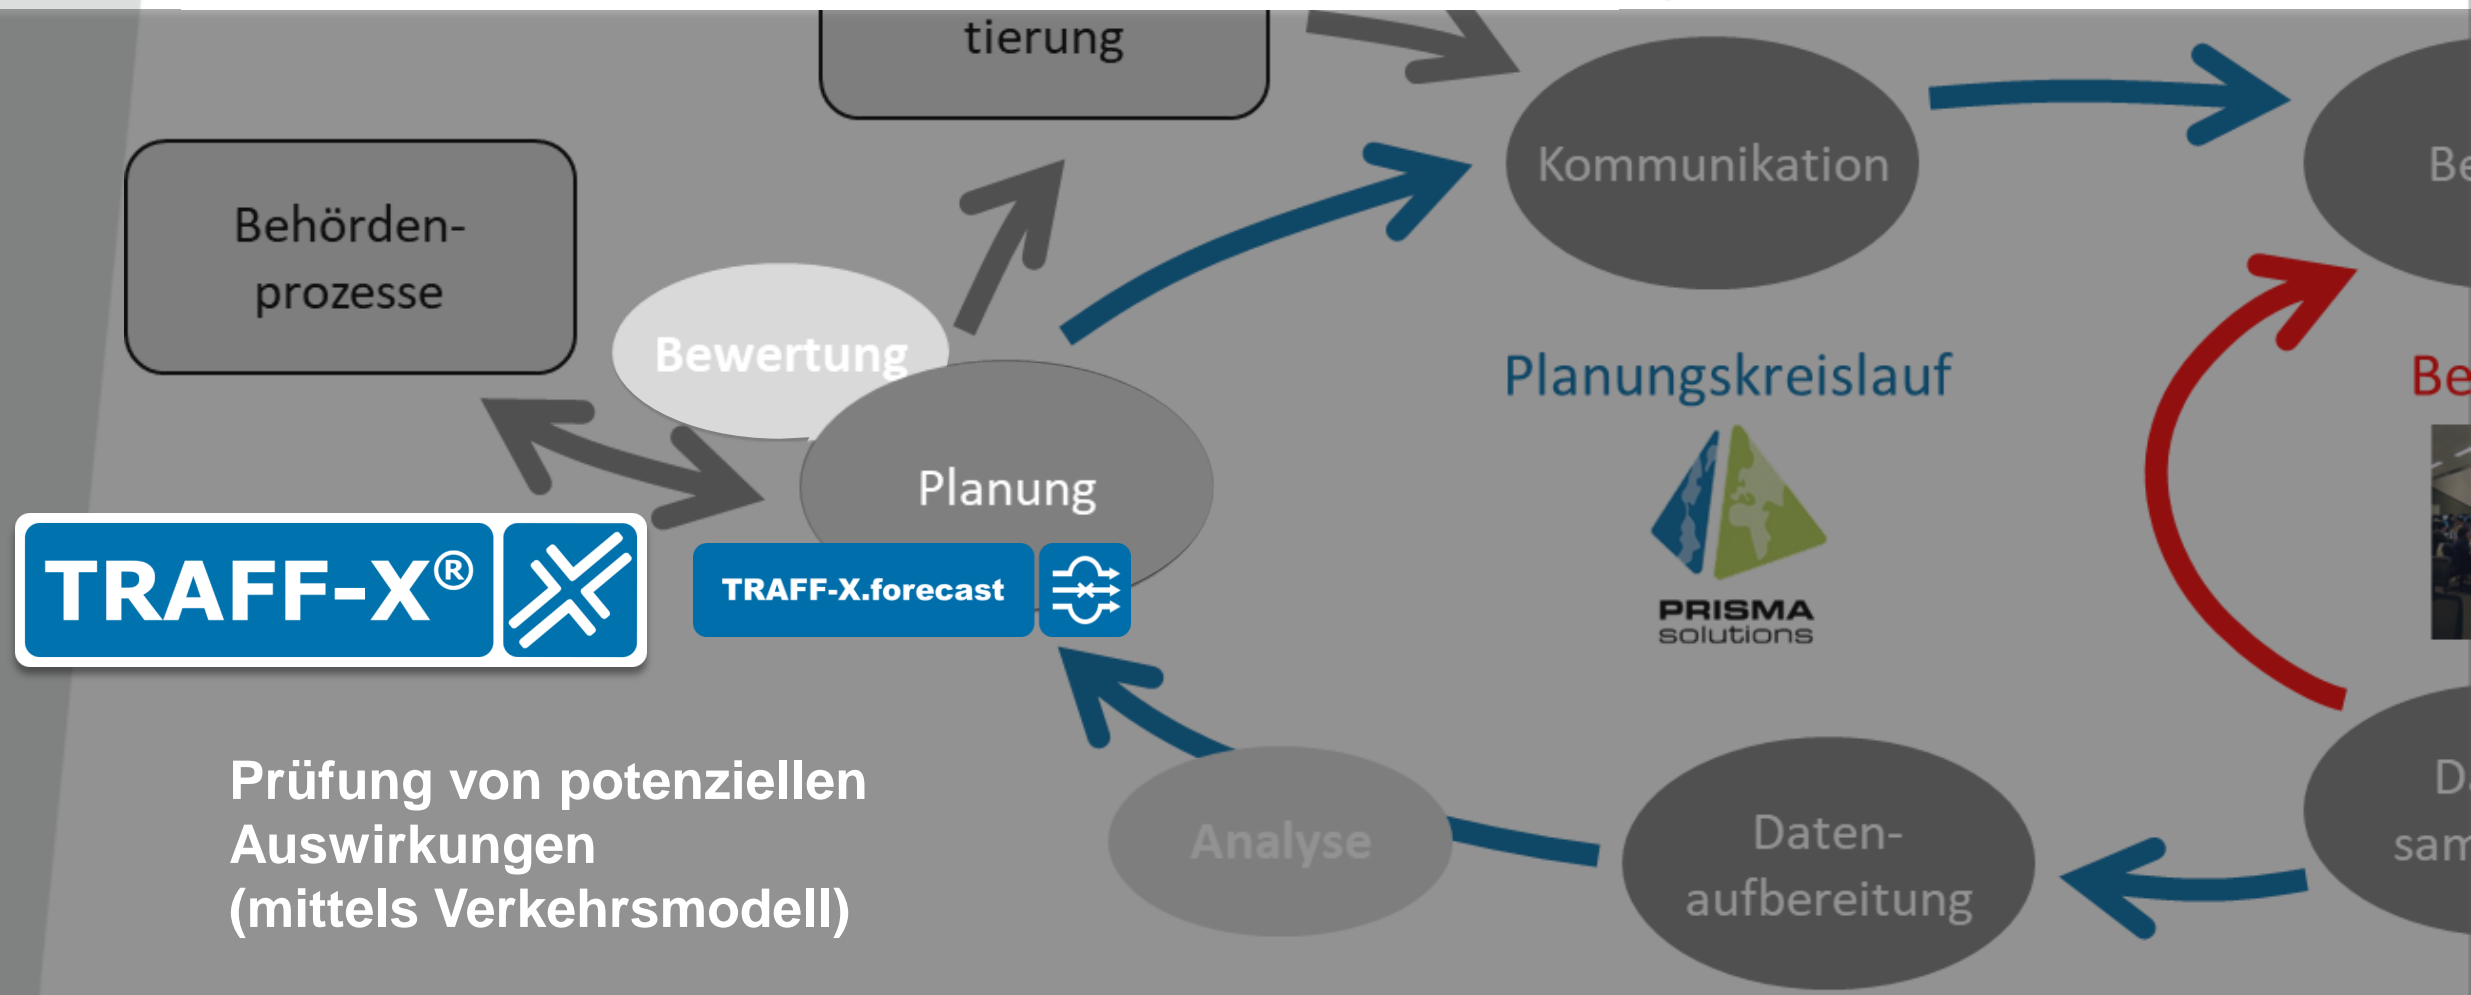 tierung
Kommunikation
Behörden-
prozesse
Bewertung
Planung
Planungskreislauf
TRAFF-X®
TRAFF-X.forecast
PRISMA
solutions
Prüfung von potenziellen
Auswirkungen
(mittels Verkehrsmodell)
Analyse
Daten-
aufbereitung